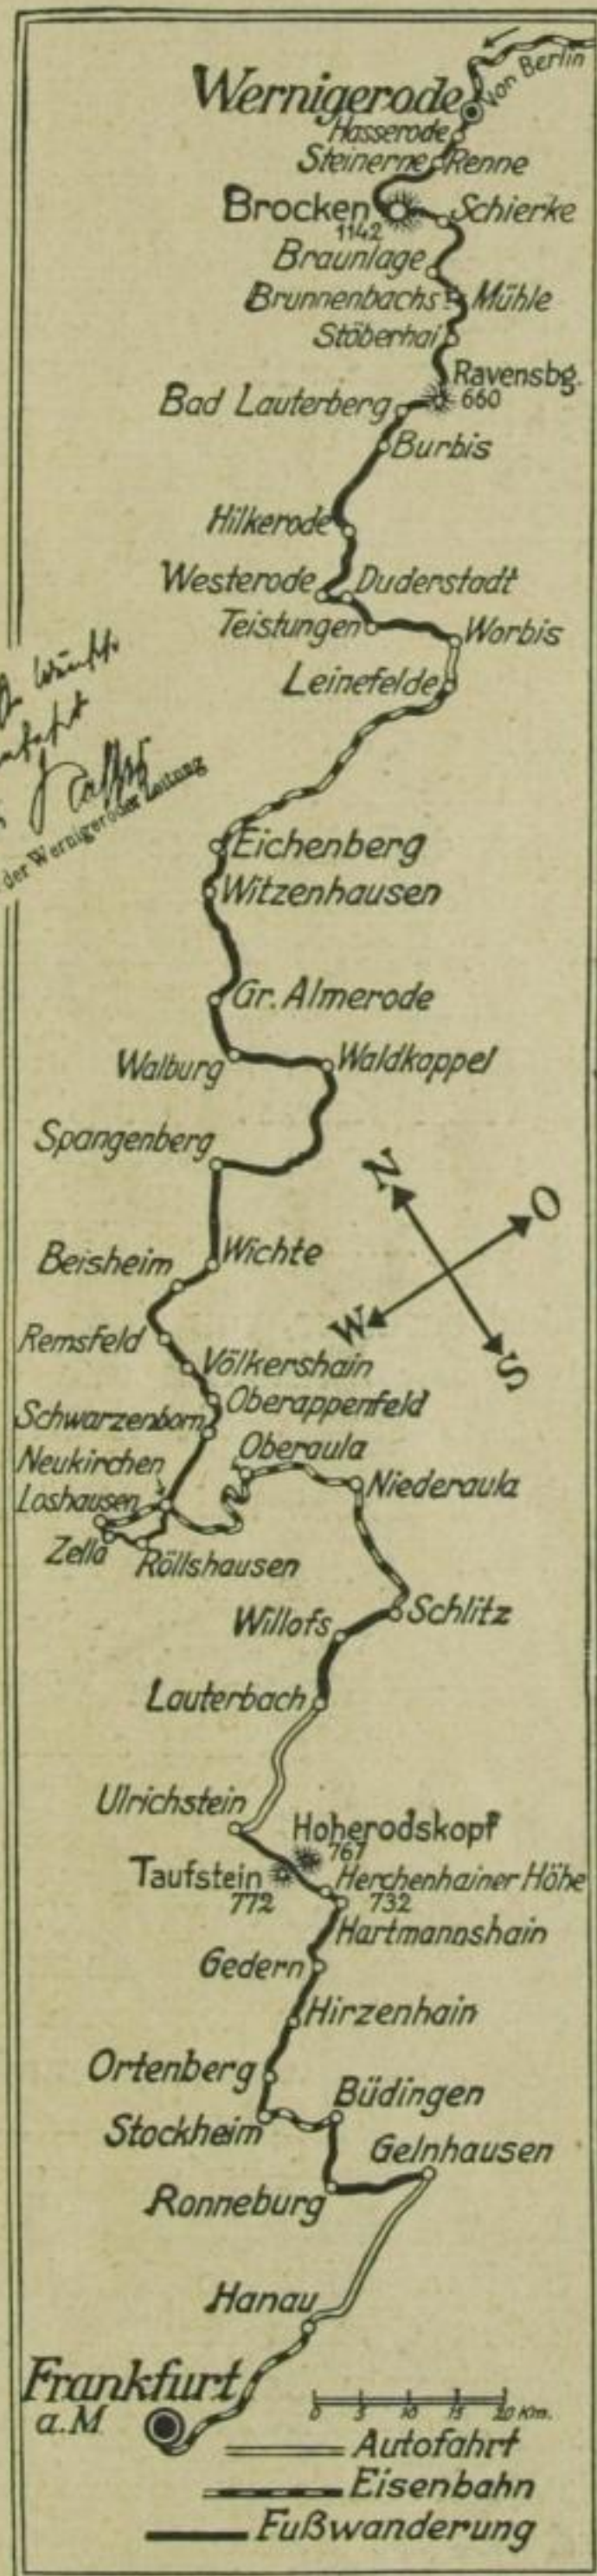 von Berlin
Wernigerode
Hasserode
Steinerne Renne
Brocken
1142
Schierke
Braunlage
Brunnenbachs Mühle
Stöberhai
Ravensbg.
660
Bad Lauterberg
Burbis
Hilkerode
Westerode
Duderstadt
Teistungen
Worbis
Leinefelde
der Wernigeröder Zeitung
Eichenberg
Witzenhausen
Gr. Almerode
Walburg
Waldkappel
Spangenberg
N
O
W
S
Wichte
Beisheim
Remsfeld
Völkershain
Oberappenfeld
Schwarzenborn
Oberaula
Neukirchen
Niederaula
Loshausen
Zella
Röllshausen
Schlitz
Willofs
Lauterbach
Ulrichstein
Hoherodskopf
767
Taufstein
772
Herchenhainer Höhe
732
Hartmannshain
Gedern
Hirzenhain
Ortenberg
Büdingen
Stockheim
Gelnhausen
Ronneburg
Hanau
Frankfurt
a.M
0 5 10 15 20 Km.
Autofahrt
Eisenbahn
Fußwanderung